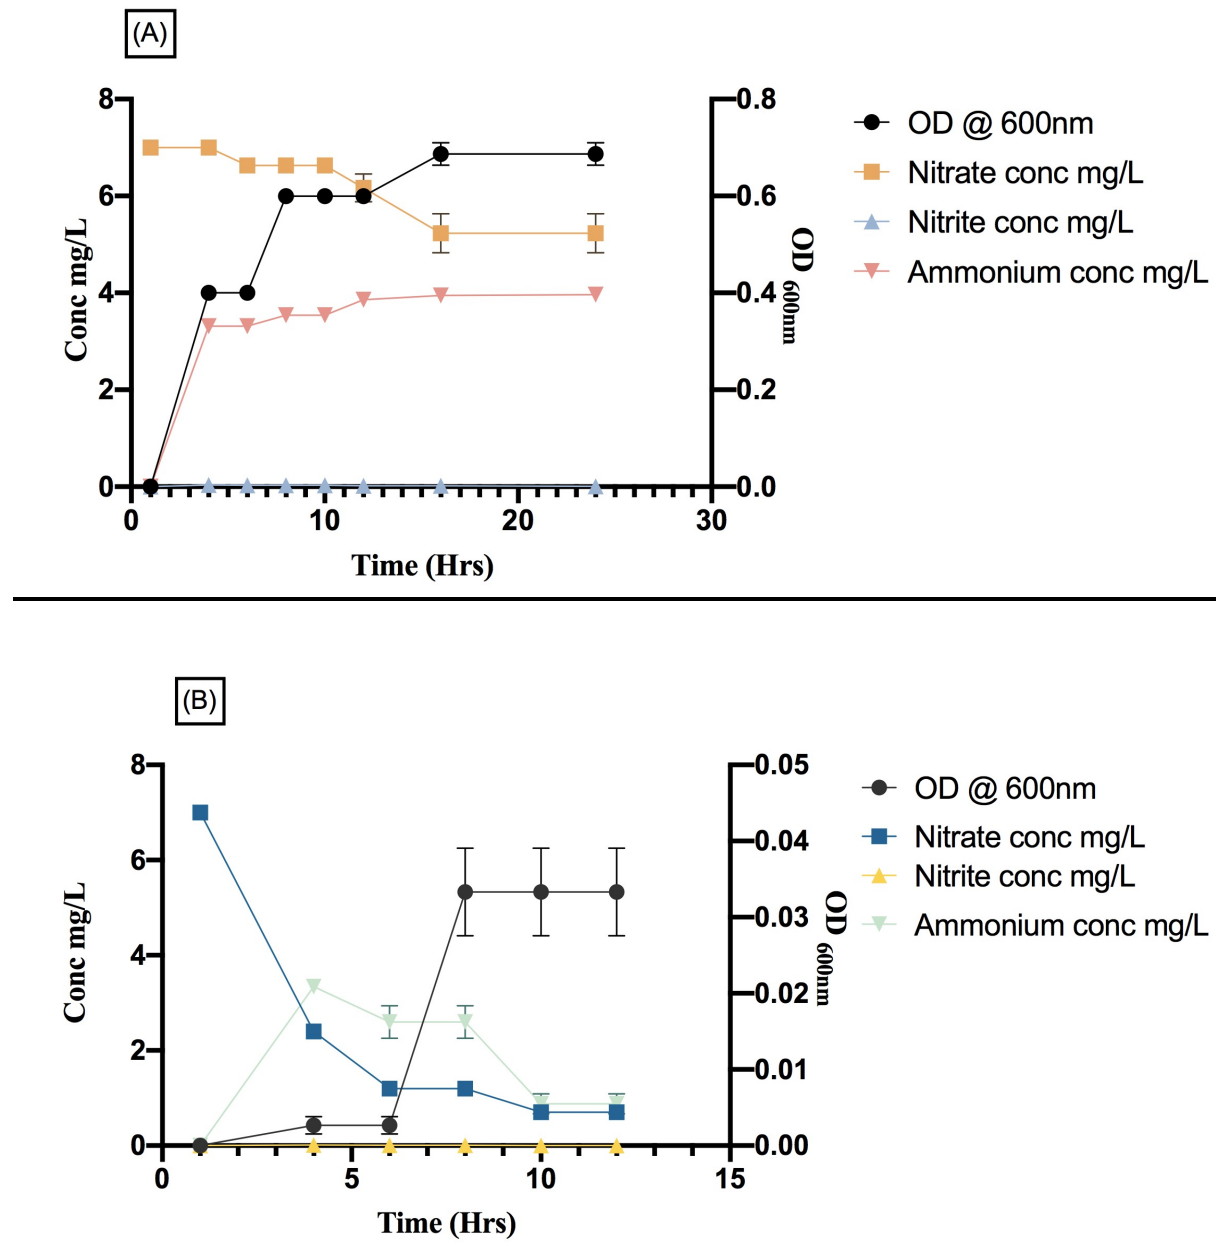 (A)
8
6
4
2
0
Conc mg/L
0.8
0.6
0.4
0.2
0.0
OD 600nm
0 10 20 30
Time (Hrs)
OD @ 600nm
Nitrate conc mg/L
Nitrite conc mg/L
Ammonium conc mg/L
(B)
8
6
4
2
0
Conc mg/L
0.05
0.04
0.03
0.02
0.01
0.00
OD 600nm
0 5 10 15
Time (Hrs)
OD @ 600nm
Nitrate conc mg/L
Nitrite conc mg/L
Ammonium conc mg/L